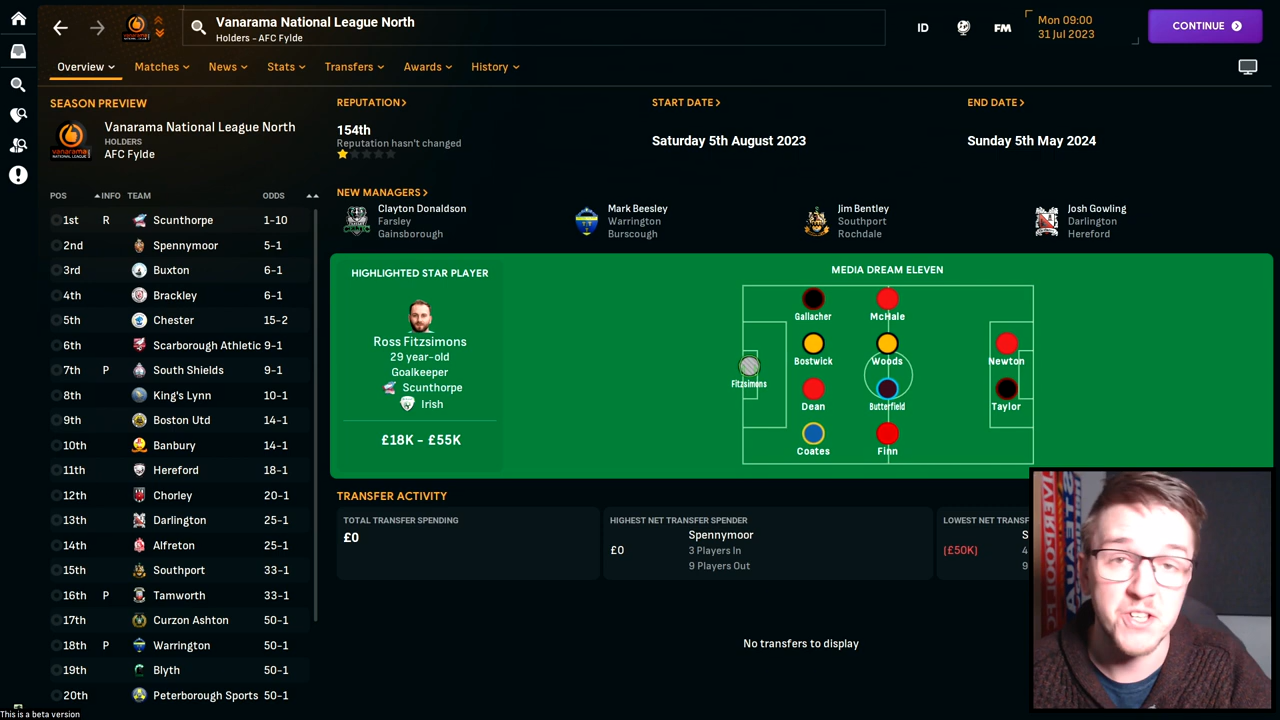 Vanarama National League North
Holders - AFC Fylde
ID
FM
Mon 09:00
31 Jul 2023
CONTINUE
Overview
Matches
News
Stats
Transfers
Awards
History
SEASON PREVIEW
Vanarama National League North
HOLDERS
AFC Fylde
REPUTATION
154th
Reputation hasn't changed
START DATE
Saturday 5th August 2023
END DATE
Sunday 5th May 2024
NEW MANAGERS
Clayton Donaldson
Farsley
Gainsborough
Mark Beesley
Warrington
Burscough
Jim Bentley
Southport
Rochdale
Josh Gowling
Darlington
Hereford
POS INFO TEAM ODDS
1st R Scunthorpe 1-10
2nd Spennymoor 5-1
3rd Buxton 6-1
4th Brackley 6-1
5th Chester 15-2
6th Scarborough Athletic 9-1
7th P South Shields 9-1
8th King's Lynn 10-1
9th Boston Utd 14-1
10th Banbury 14-1
11th Hereford 18-1
12th Chorley 20-1
13th Darlington 25-1
14th Alfreton 25-1
15th Southport 33-1
16th P Tamworth 33-1
17th Curzon Ashton 50-1
18th P Warrington 50-1
19th Blyth 50-1
20th Peterborough Sports 50-1
This is a beta version
HIGHLIGHTED STAR PLAYER
Ross Fitzsimons
29 year-old
Goalkeeper
Scunthorpe
Irish
£18K - £55K
MEDIA DREAM ELEVEN
Gallacher
McHale
Bostwick
Woods
Newton
Fitzsimons
Dean
Butterfield
Taylor
Coates
Finn
TRANSFER ACTIVITY
TOTAL TRANSFER SPENDING
£0
HIGHEST NET TRANSFER SPENDER
£0
Spennymoor
3 Players In
9 Players Out
LOWEST NET TRANSF
(£50K)
S
4
9
No transfers to display